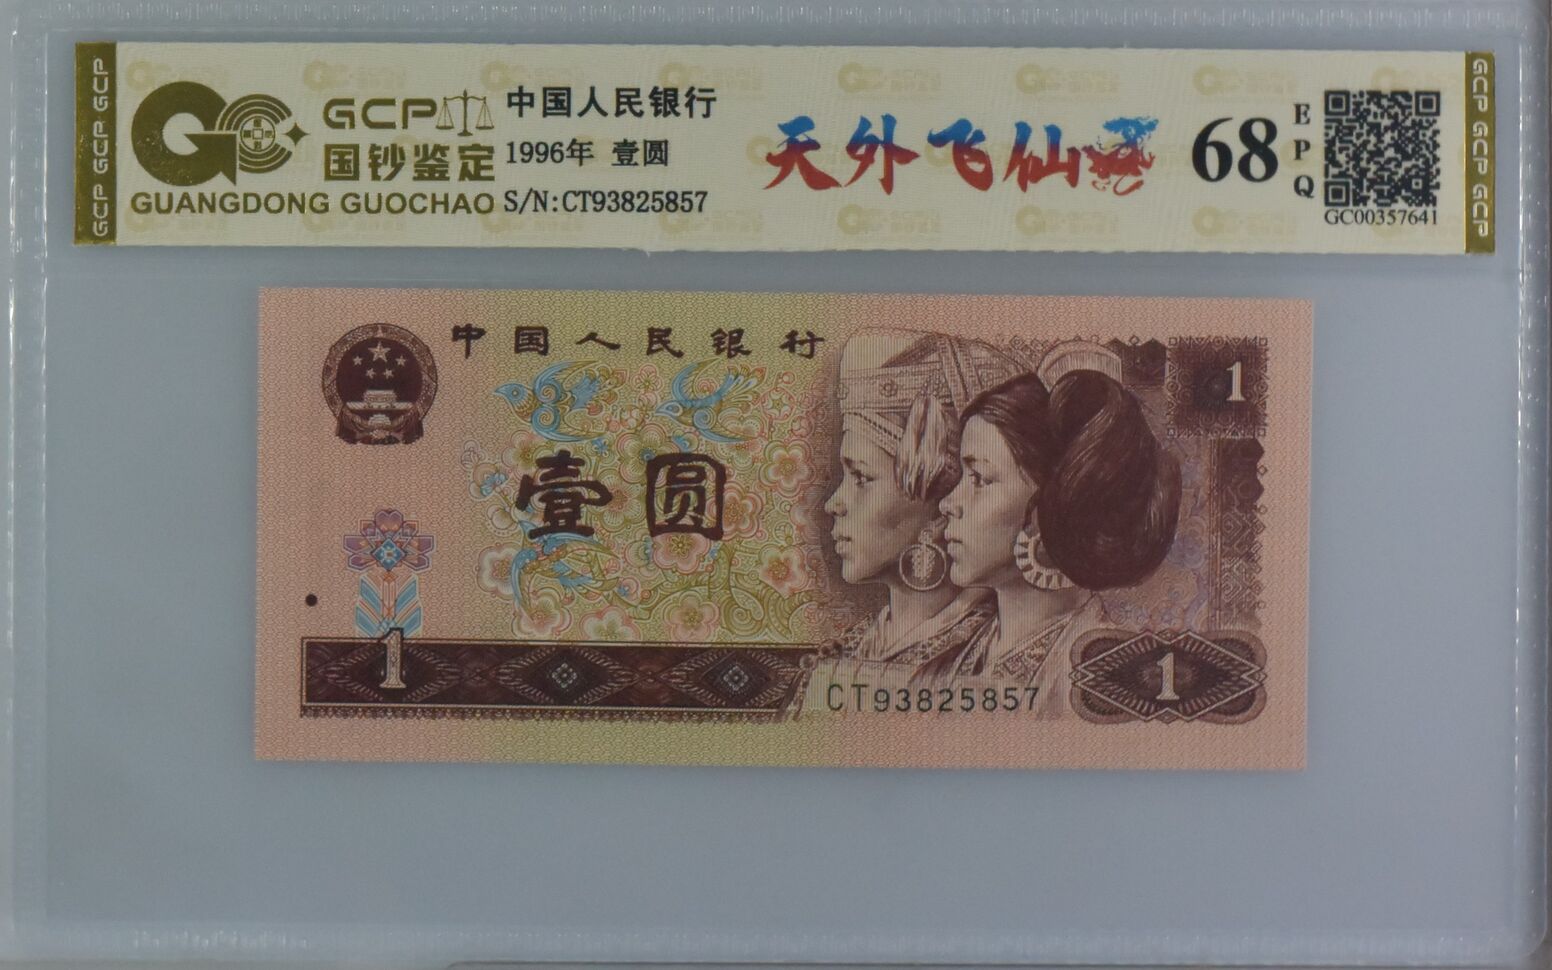 GCP
国钞鉴定
GUANGDONG GUOCHAO
中国人民银行
1996年 壹圆
S/N:CT93825857
天外飞仙
68
EPQ
GC00357641
GCP GCP GCP
GCP GCP GCP
中国人民银行
1
壹圆
1
CT93825857
1